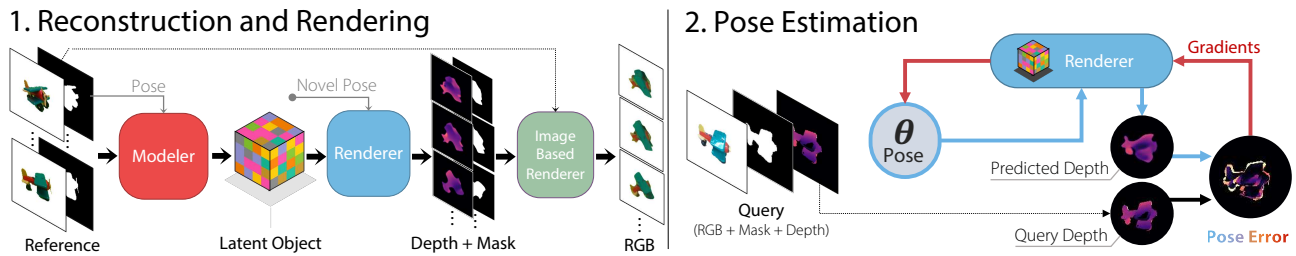 1. Reconstruction and Rendering
Pose
Novel Pose
Modeler
Renderer
Image
Based
Renderer
Reference
Latent Object
Depth + Mask
RGB
2. Pose Estimation
Renderer
Gradients
θ
Pose
Predicted Depth
Query
(RGB + Mask + Depth)
Query Depth
Pose Error